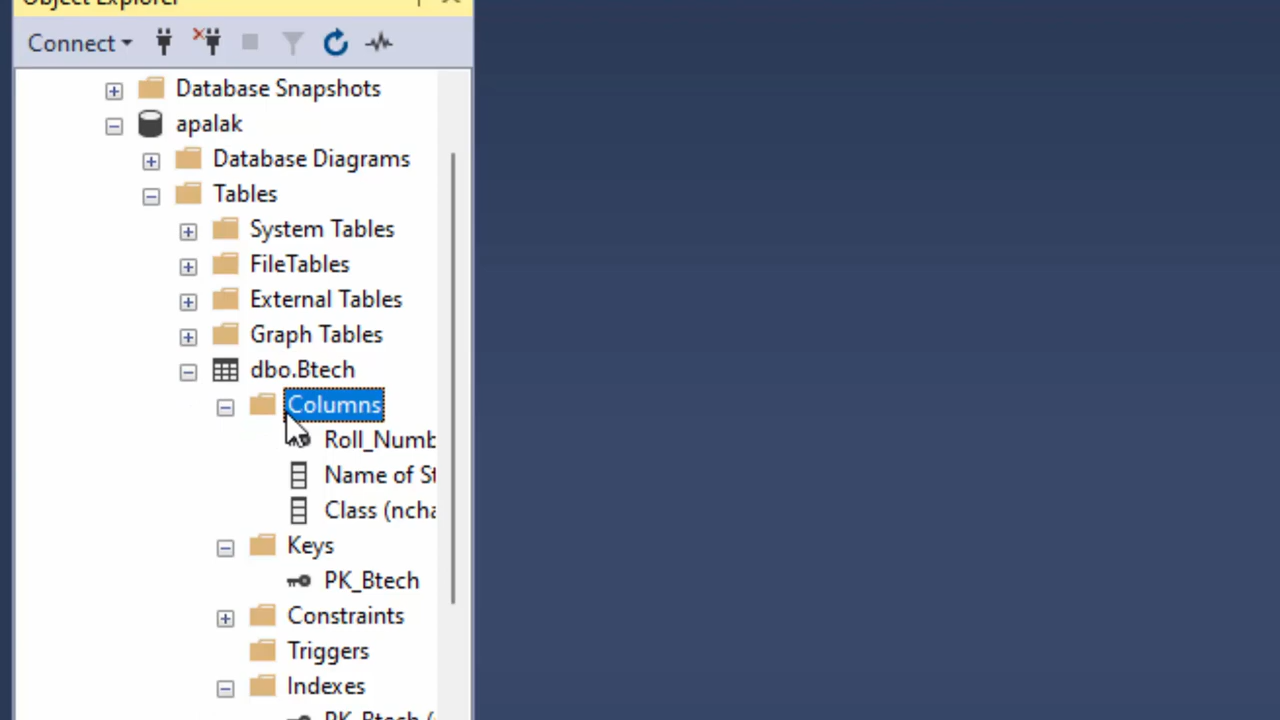 Object Explorer
Connect
Database Snapshots
apalak
Database Diagrams
Tables
System Tables
FileTables
External Tables
Graph Tables
dbo.Btech
Columns
Roll_Numb
Name of St
Class (ncha
Keys
PK_Btech
Constraints
Triggers
Indexes
PK_Btech (